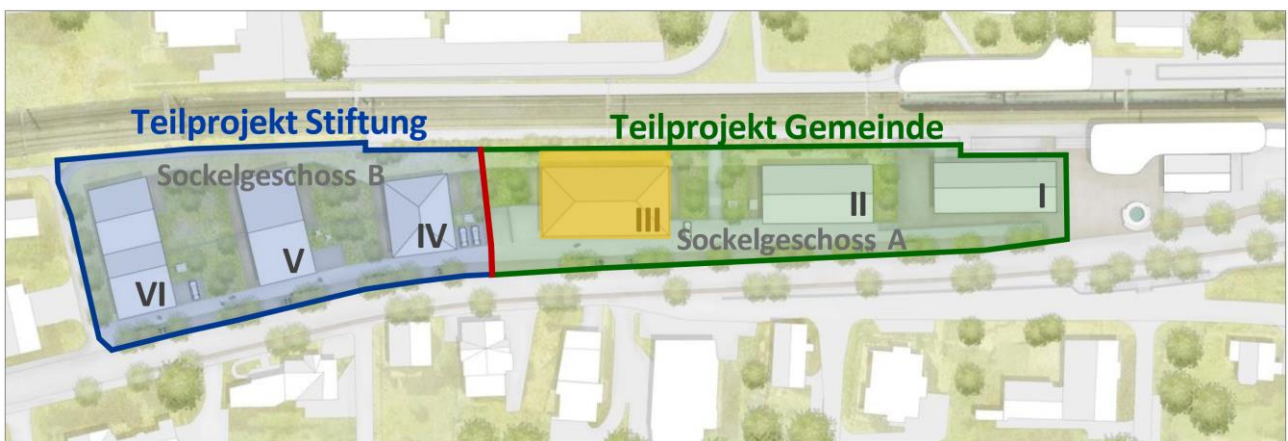 Teilprojekt Stiftung
Teilprojekt Gemeinde
Sockelgeschoss B
VI
V
IV
III
II
I
Sockelgeschoss A